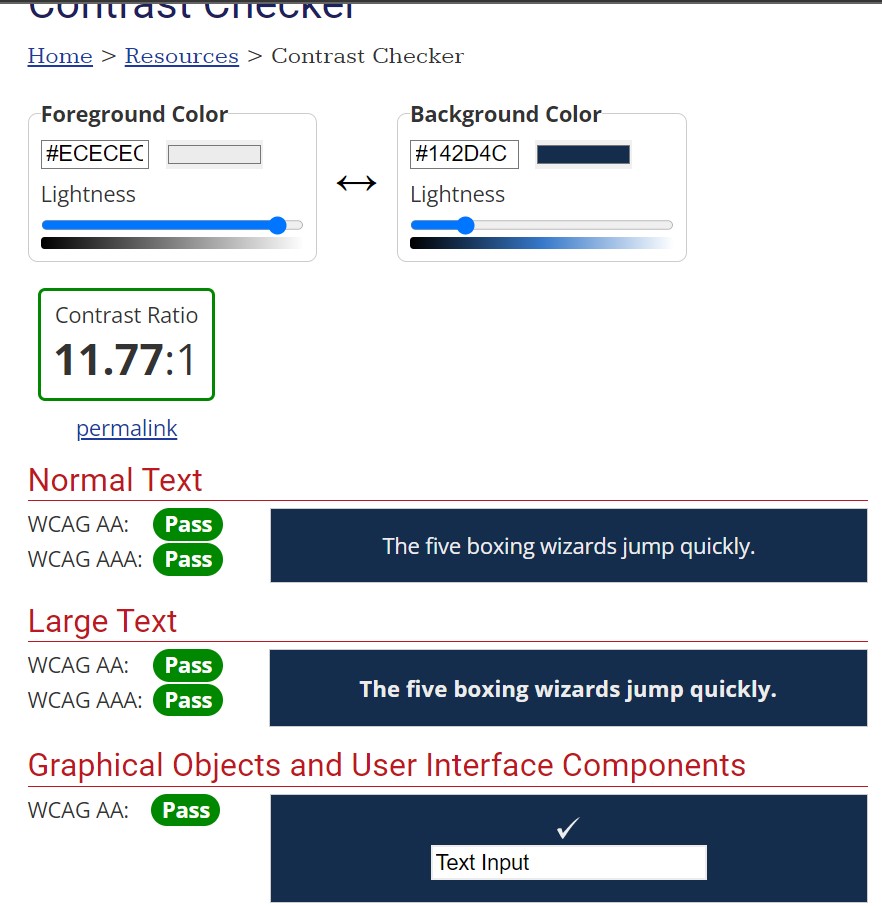 Contrast Checker
Home > Resources > Contrast Checker
Foreground Color
#ECECEC
Lightness
Background Color
#142D4C
Lightness
Contrast Ratio
11.77:1
permalink
Normal Text
WCAG AA: Pass
WCAG AAA: Pass
The five boxing wizards jump quickly.
Large Text
WCAG AA: Pass
WCAG AAA: Pass
The five boxing wizards jump quickly.
Graphical Objects and User Interface Components
WCAG AA: Pass
Text Input